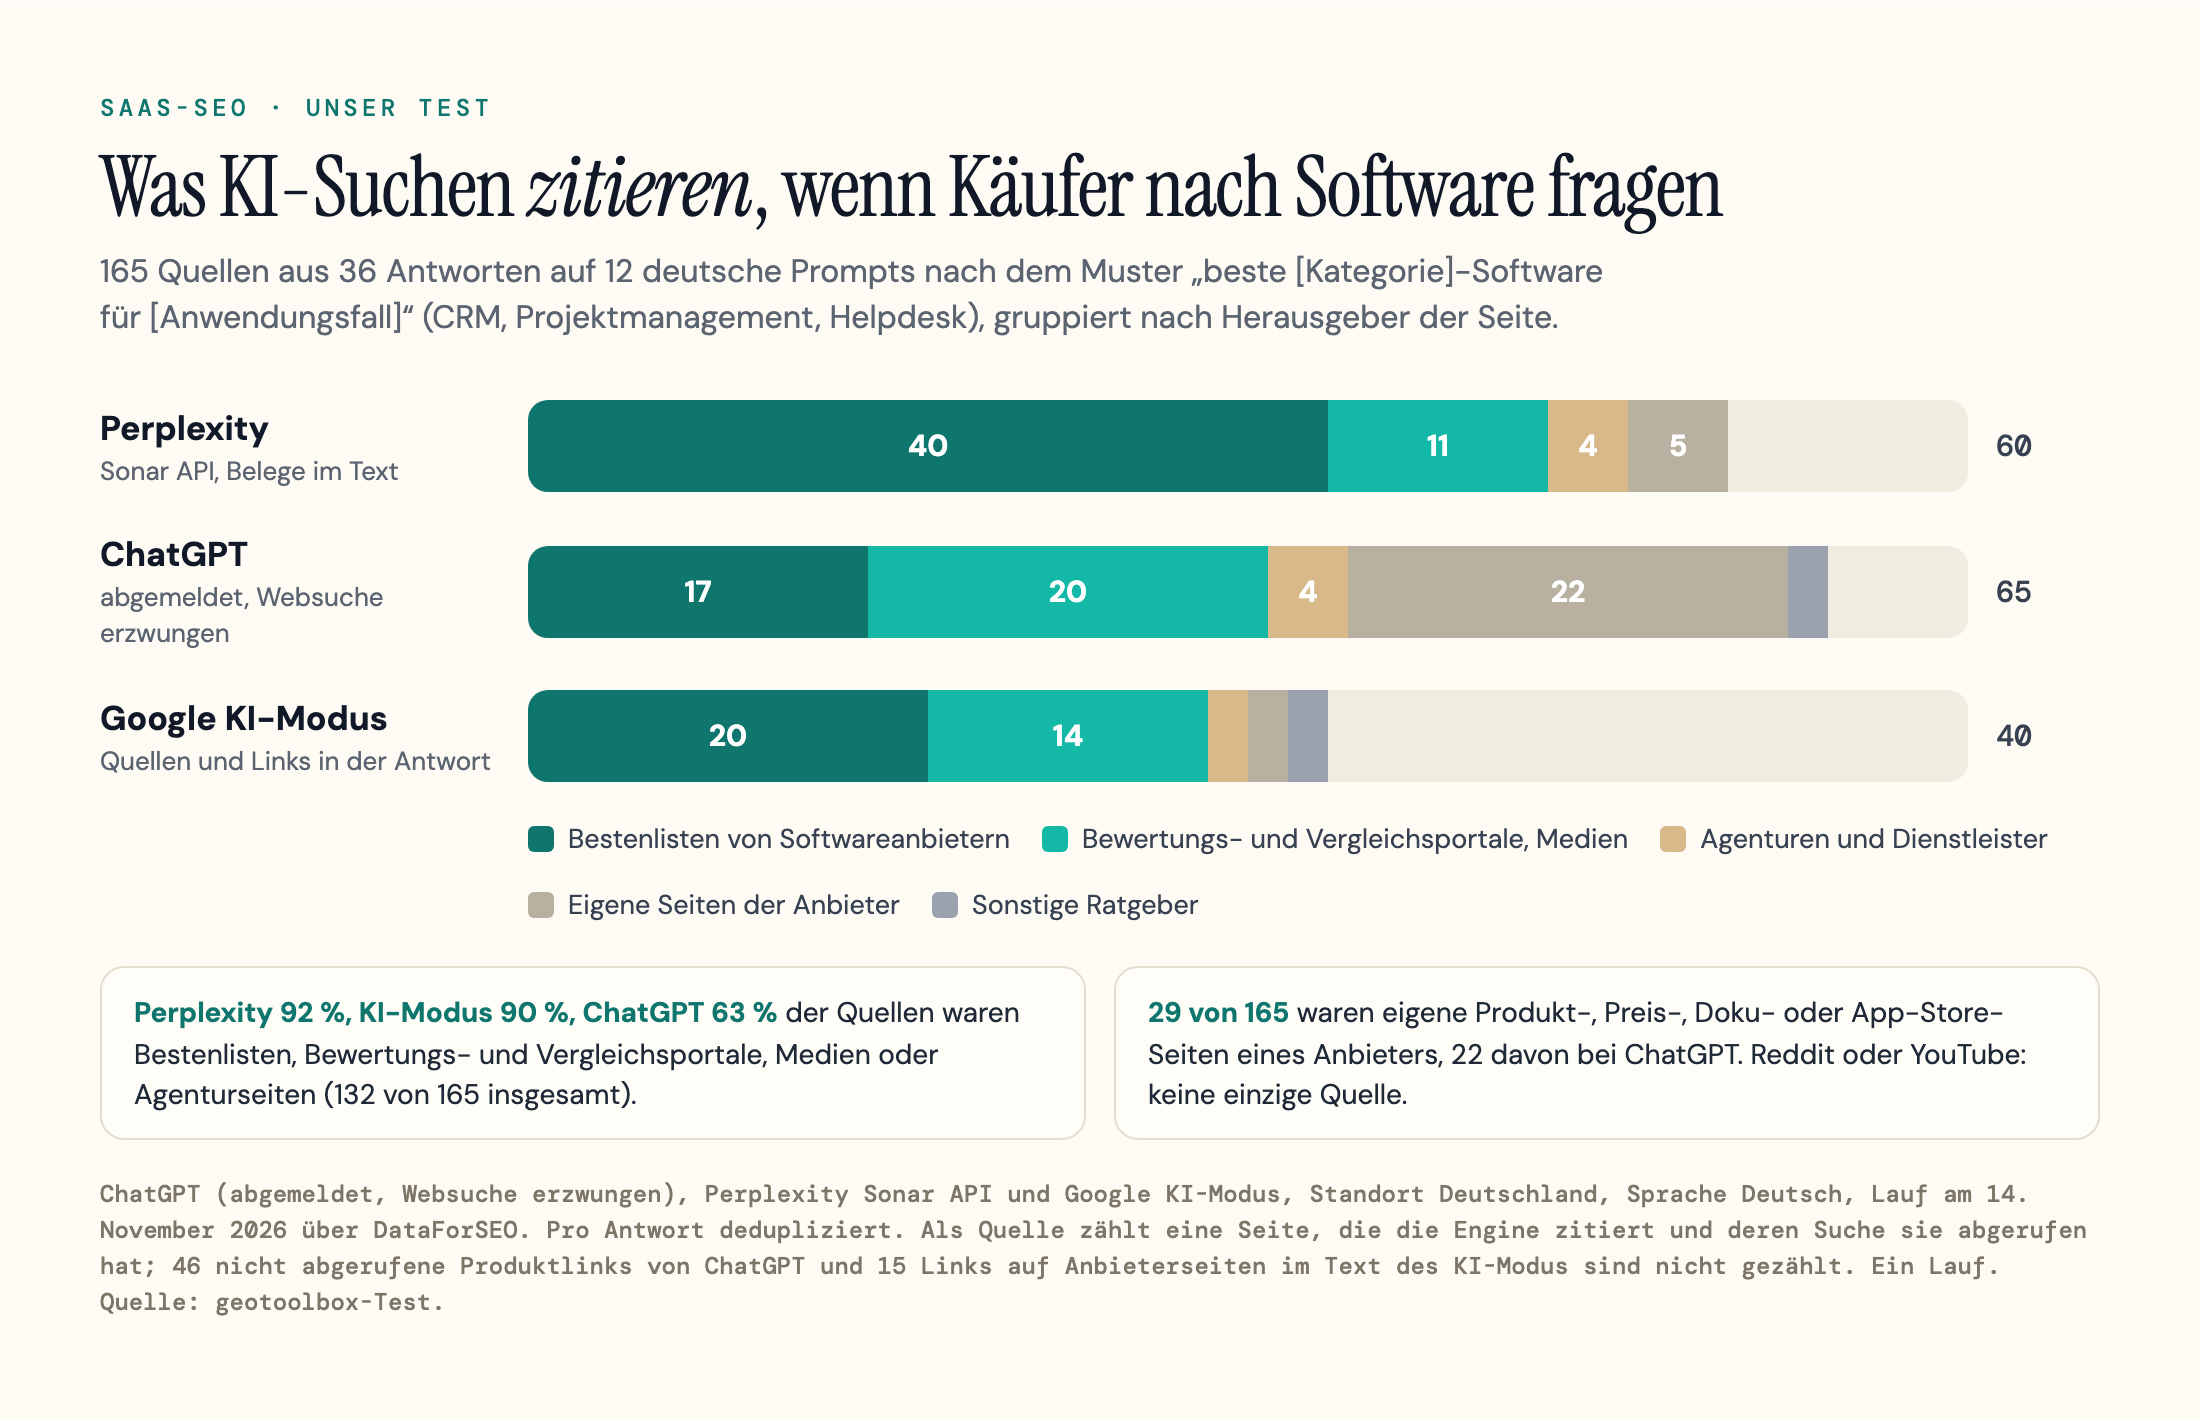 SAAS-SEO · UNSER TEST
Was KI-Suchen zitieren, wenn Käufer nach Software fragen
165 Quellen aus 36 Antworten auf 12 deutsche Prompts nach dem Muster „beste [Kategorie]-Software
für [Anwendungsfall]“ (CRM, Projektmanagement, Helpdesk), gruppiert nach Herausgeber der Seite.
Perplexity
Sonar API, Belege im Text
40 11 4 5 60
ChatGPT
abgemeldet, Websuche
erzwungen
17 20 4 22 65
Google KI-Modus
Quellen und Links in der Antwort
20 14 40
Bestenlisten von Softwareanbietern Bewertungs- und Vergleichsportale, Medien Agenturen und Dienstleister
Eigene Seiten der Anbieter Sonstige Ratgeber
Perplexity 92 %, KI-Modus 90 %, ChatGPT 63 % der Quellen waren
Bestenlisten, Bewertungs- und Vergleichsportale, Medien oder
Agenturseiten (132 von 165 insgesamt).
29 von 165 waren eigene Produkt-, Preis-, Doku- oder App-Store-
Seiten eines Anbieters, 22 davon bei ChatGPT. Reddit oder YouTube:
keine einzige Quelle.
ChatGPT (abgemeldet, Websuche erzwungen), Perplexity Sonar API und Google KI-Modus, Standort Deutschland, Sprache Deutsch, Lauf am 14.
November 2026 über DataForSEO. Pro Antwort dedupliziert. Als Quelle zählt eine Seite, die die Engine zitiert und deren Suche sie abgerufen
hat; 46 nicht abgerufene Produktlinks von ChatGPT und 15 Links auf Anbieterseiten im Text des KI-Modus sind nicht gezählt. Ein Lauf.
Quelle: geotoolbox-Test.